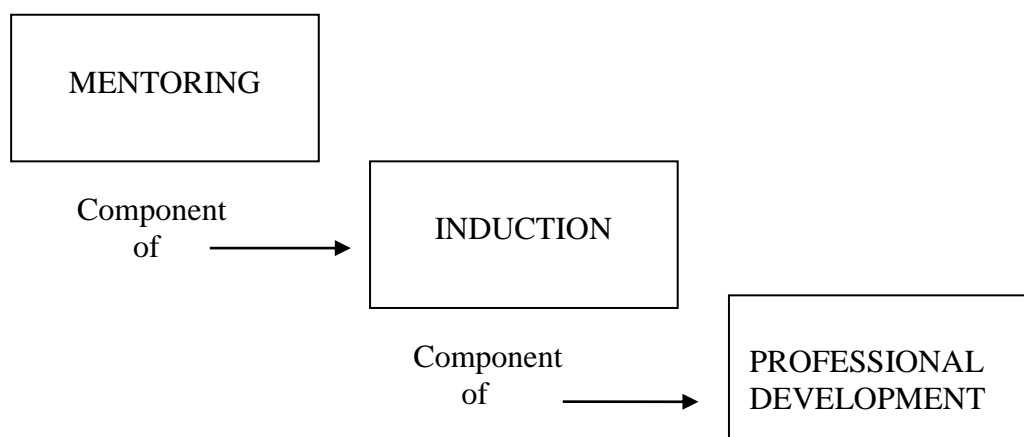 MENTORING
Component
of
INDUCTION
Component
of
PROFESSIONAL
DEVELOPMENT